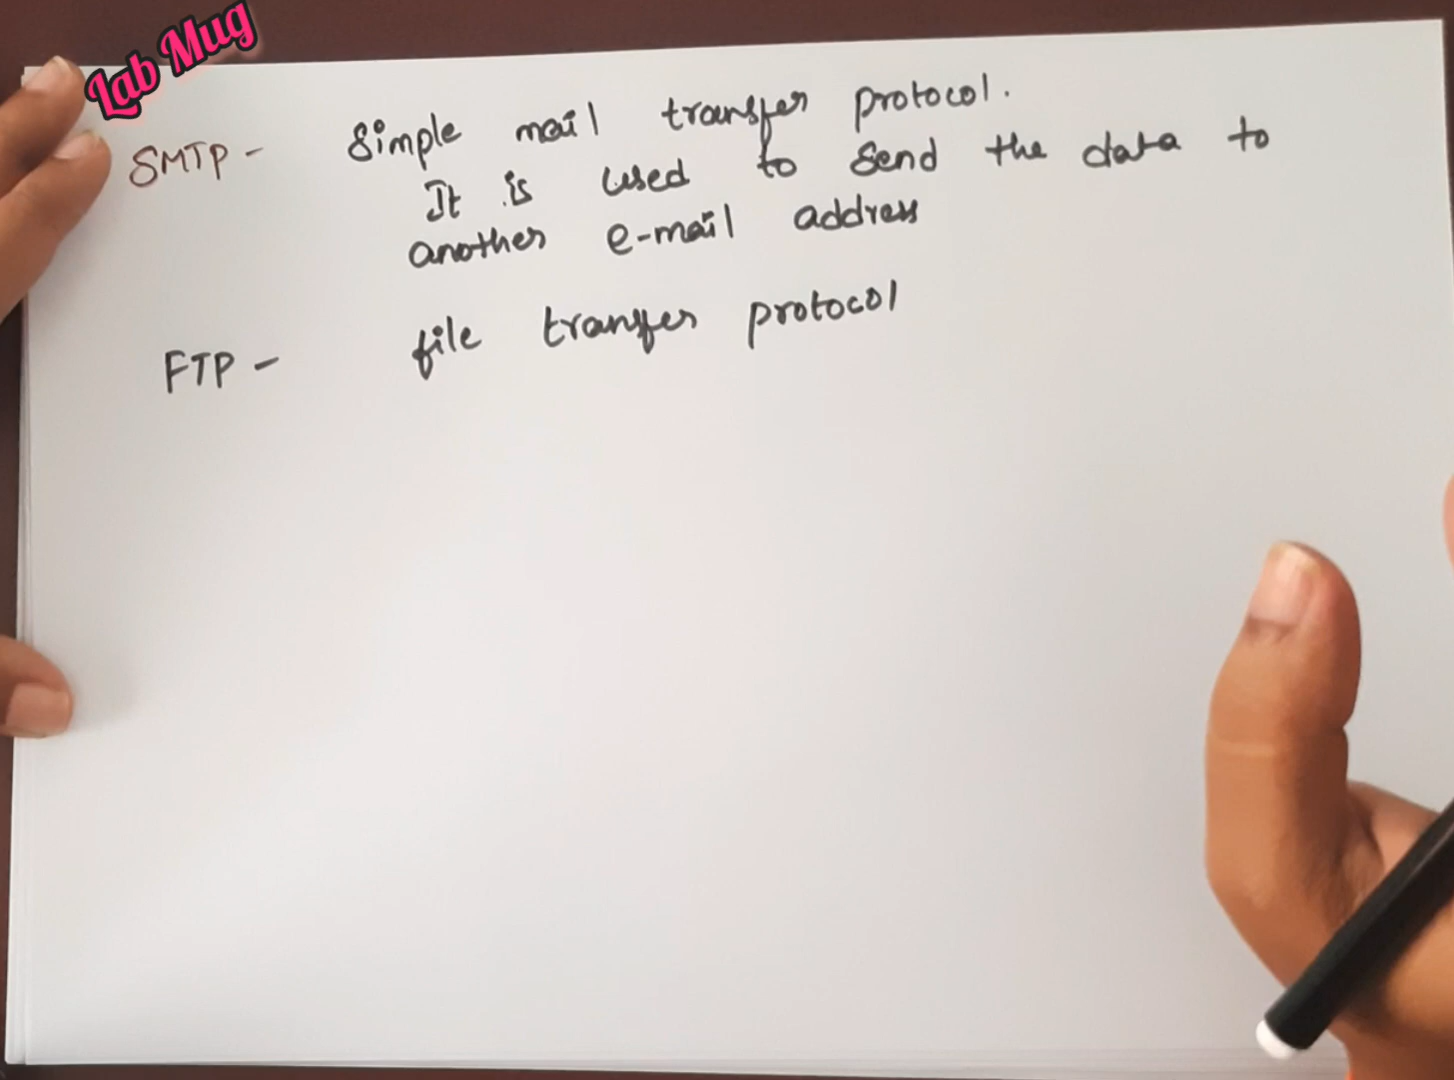 Lab Mug
SMTP - Simple mail transfer protocol.
It is used to send the data to
another e-mail address
FTP - file transfer protocol